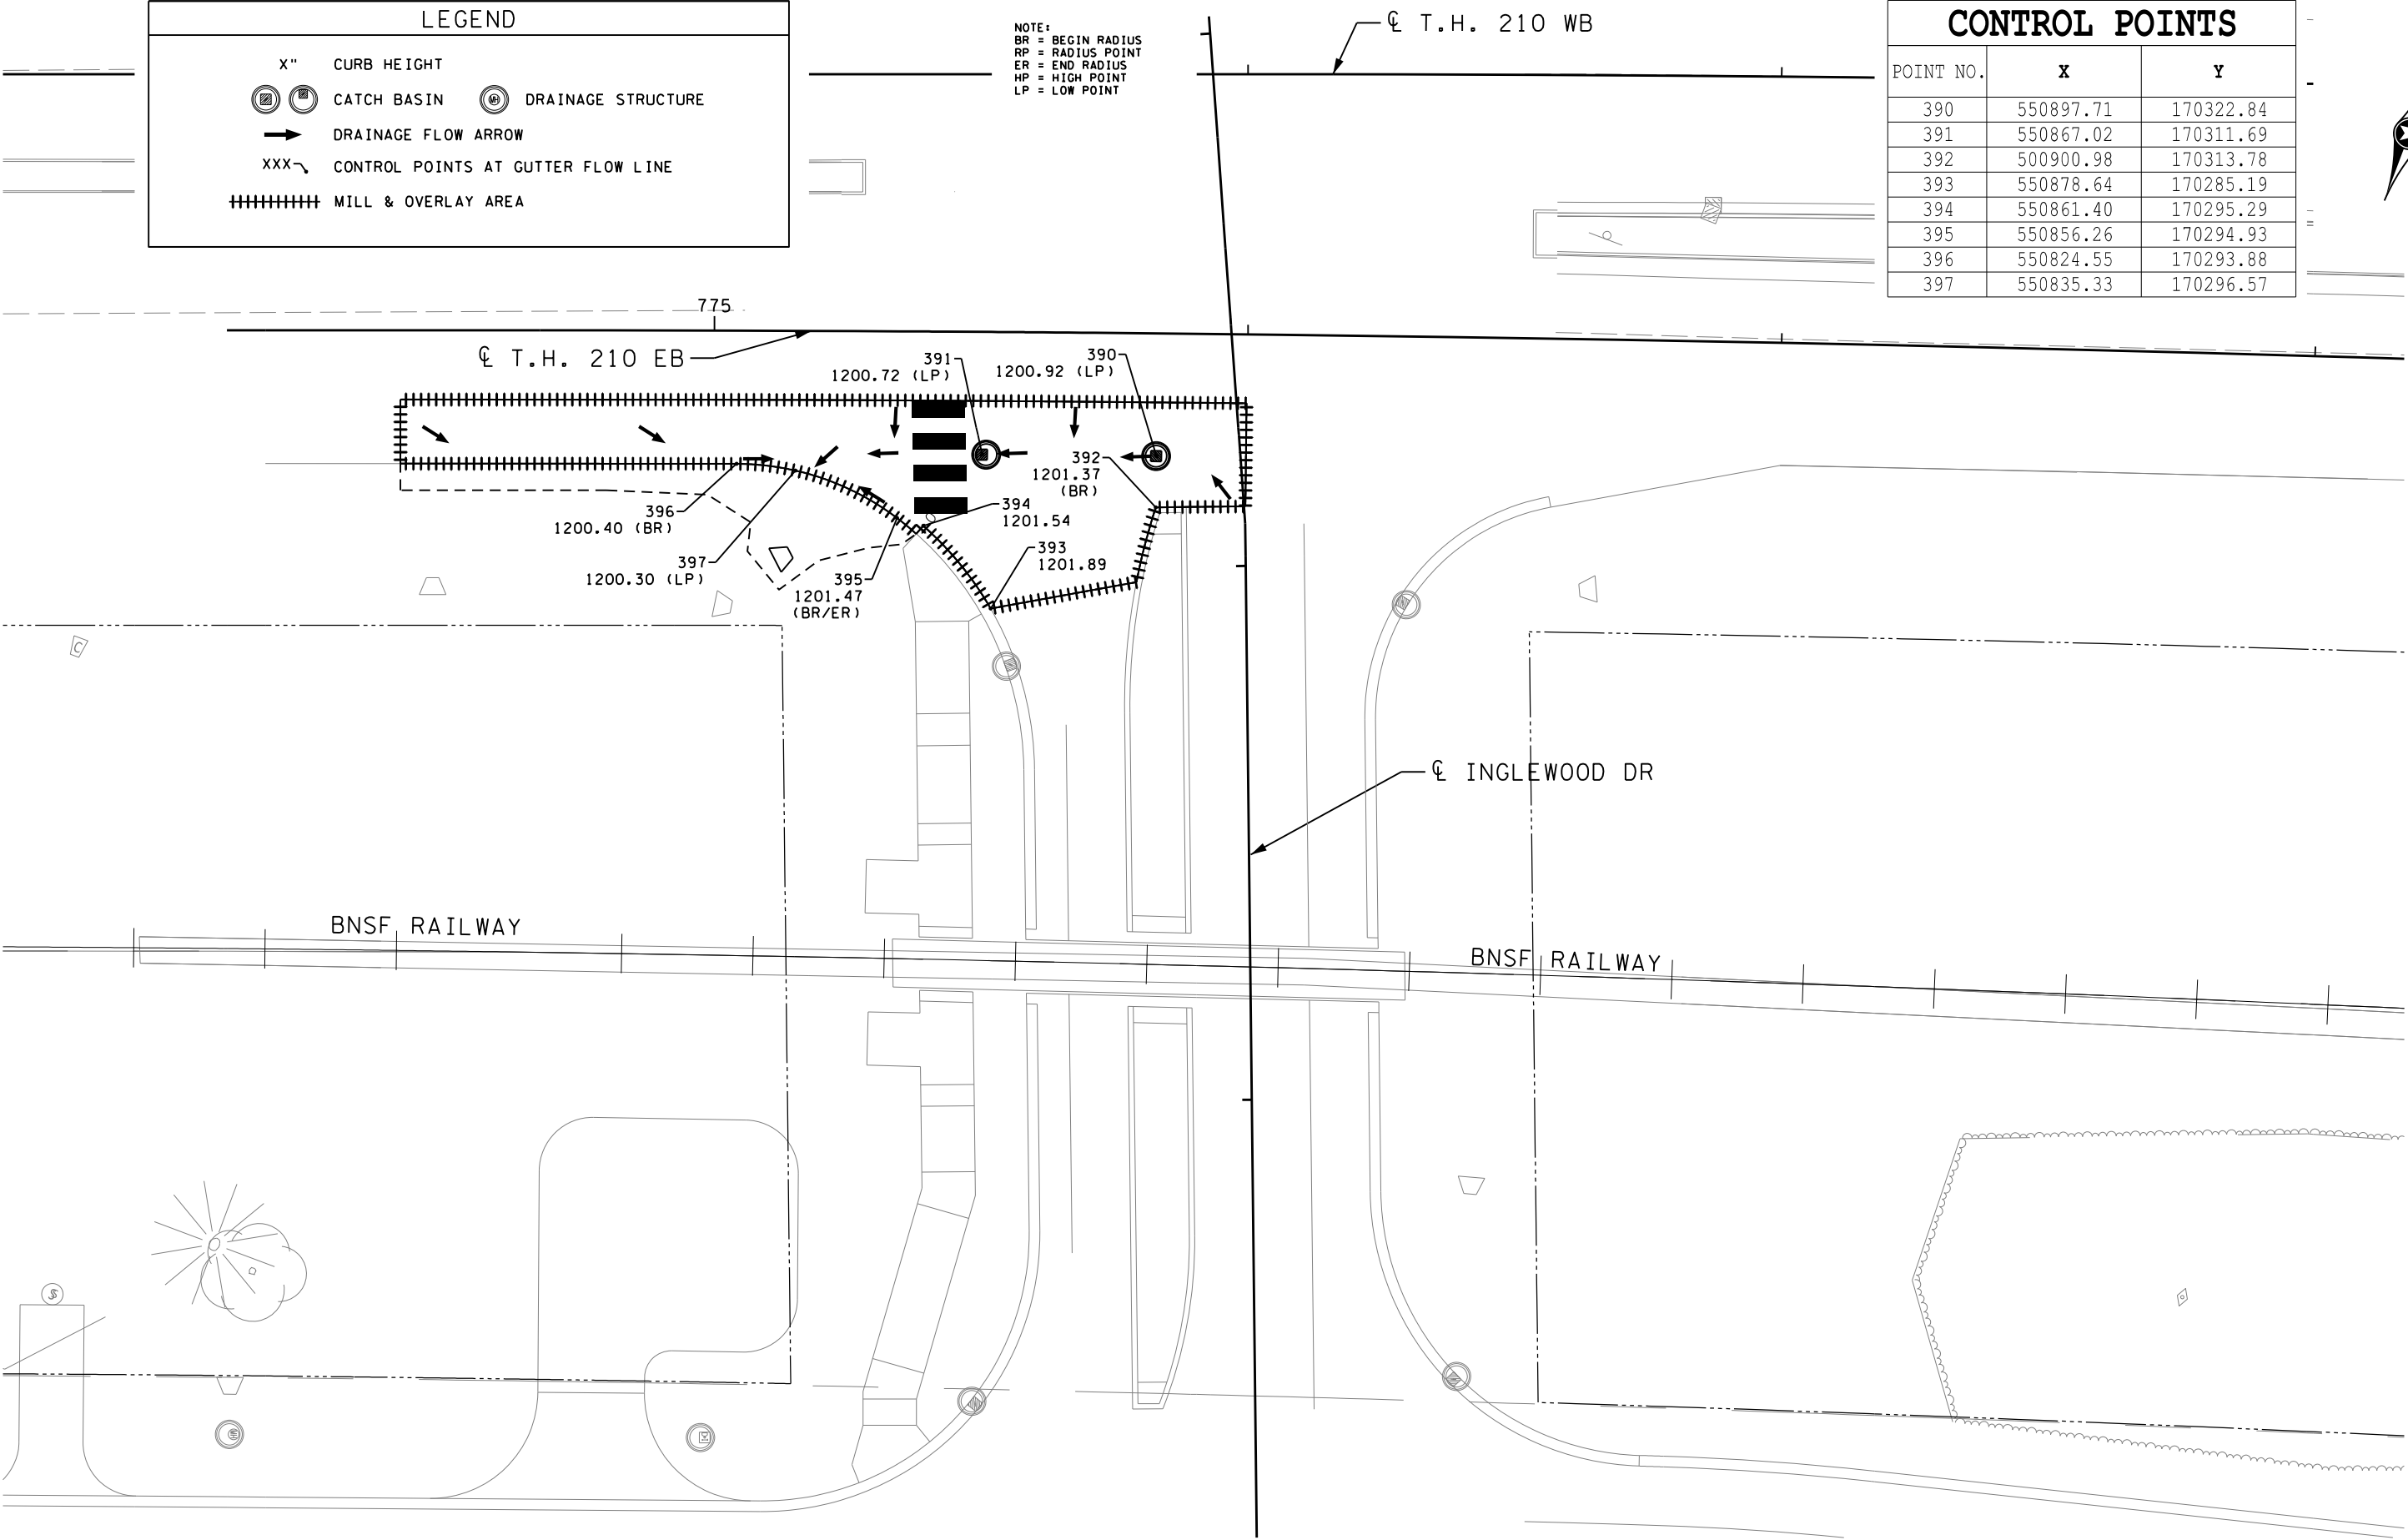 LEGEND
X" CURB HEIGHT
CATCH BASIN
MH DRAINAGE STRUCTURE
DRAINAGE FLOW ARROW
XXX CONTROL POINTS AT GUTTER FLOW LINE
MILL & OVERLAY AREA
NOTE:
BR = BEGIN RADIUS
RP = RADIUS POINT
ER = END RADIUS
HP = HIGH POINT
LP = LOW POINT
℄ T.H. 210 WB
CONTROL POINTS
POINT NO. X Y
390 550897.71 170322.84
391 550867.02 170311.69
392 500900.98 170313.78
393 550878.64 170285.19
394 550861.40 170295.29
395 550856.26 170294.93
396 550824.55 170293.88
397 550835.33 170296.57
775
℄ T.H. 210 EB
391
1200.72 (LP)
390
1200.92 (LP)
392
1201.37
(BR)
394
1201.54
396
1200.40 (BR)
393
1201.89
397
1200.30 (LP)
395
1201.47
(BR/ER)
C
℄ INGLEWOOD DR
BNSF RAILWAY
BNSF RAILWAY
S